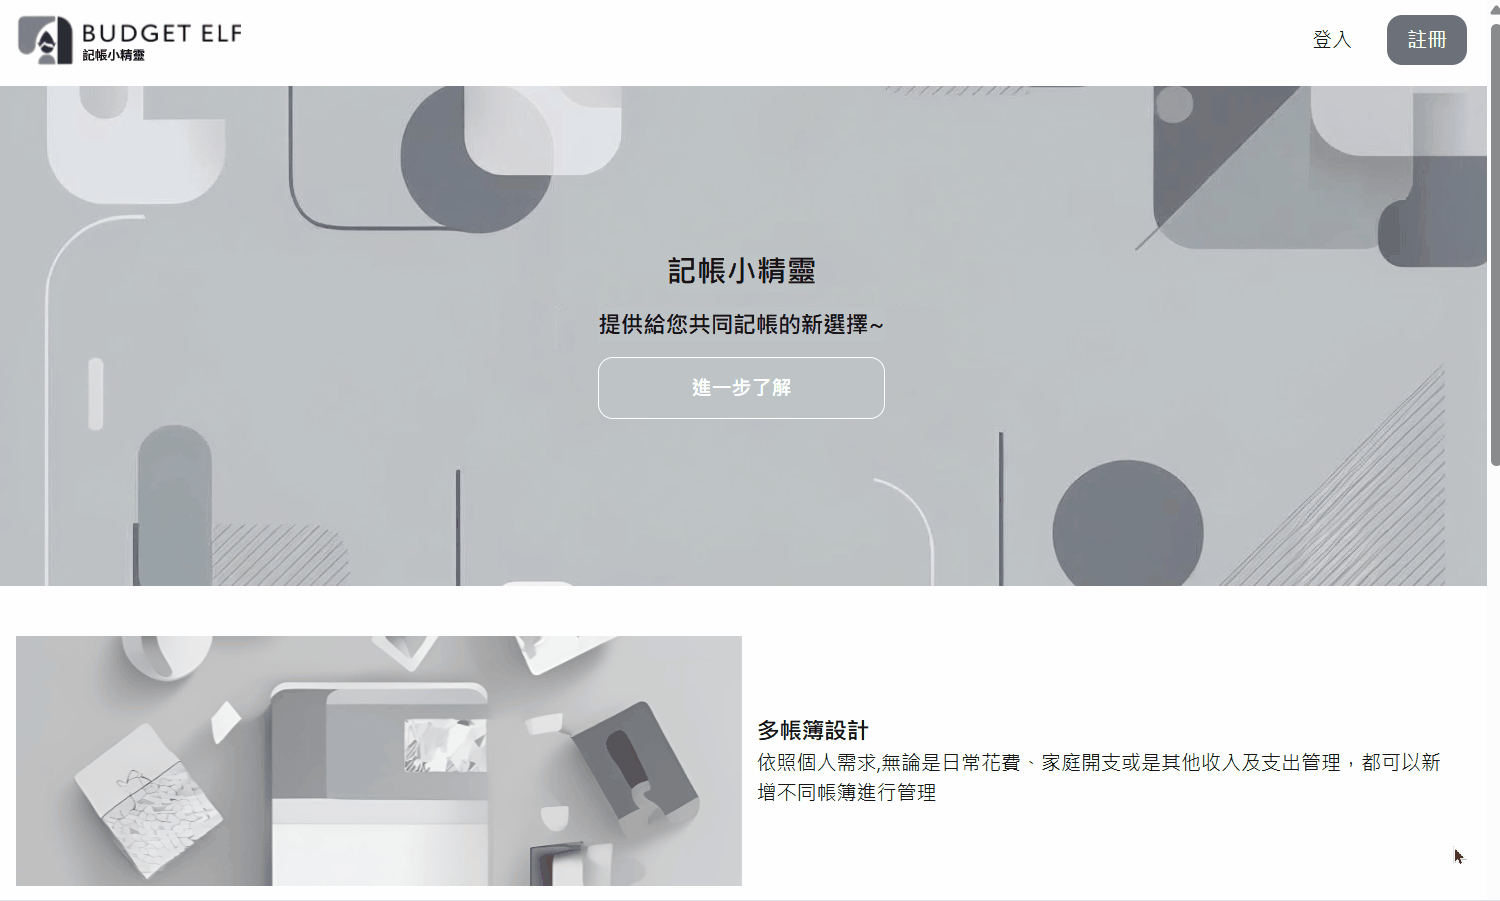 BUDGET ELF
記帳小精靈
登入
註冊
記帳小精靈
提供給您共同記帳的新選擇~
進一步了解
多帳簿設計
依照個人需求,無論是日常花費、家庭開支或是其他收入及支出管理，都可以新
增不同帳簿進行管理